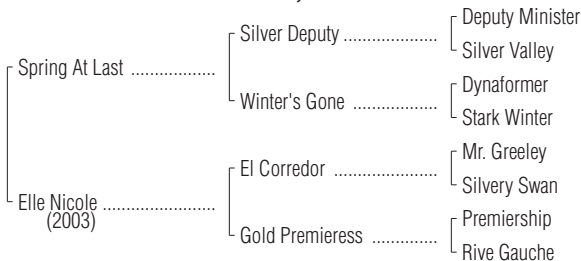 Deputy Minister
Silver Deputy ..................
Silver Valley
Spring At Last ................
Dynaformer
Winter's Gone ................
Stark Winter
Mr. Greeley
El Corredor ...................
Silvery Swan
Elle Nicole .....................
(2003)
Premiership
Gold Premieress .............
Rive Gauche